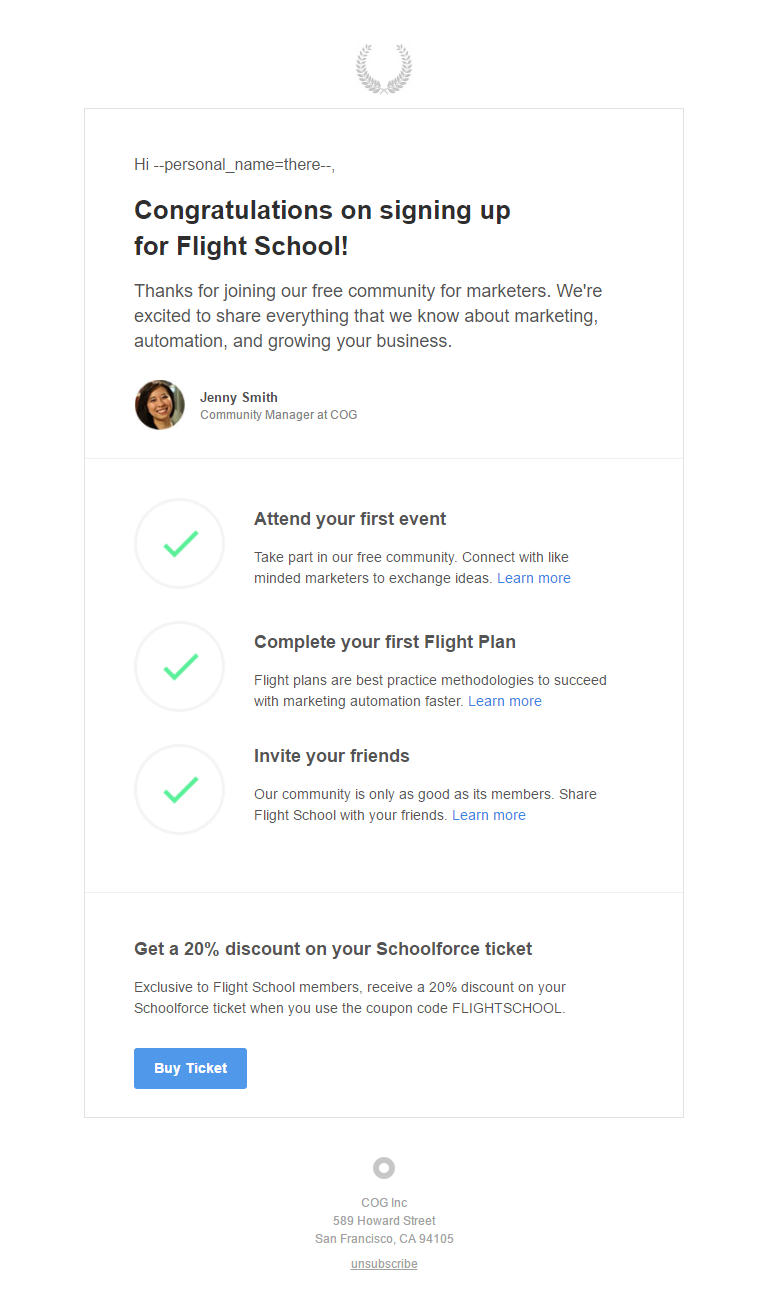 Hi --personal_name=there--,
Congratulations on signing up
for Flight School!
Thanks for joining our free community for marketers. We're
excited to share everything that we know about marketing,
automation, and growing your business.
Jenny Smith
Community Manager at COG
Attend your first event
Take part in our free community. Connect with like
minded marketers to exchange ideas. Learn more
Complete your first Flight Plan
Flight plans are best practice methodologies to succeed
with marketing automation faster. Learn more
Invite your friends
Our community is only as good as its members. Share
Flight School with your friends. Learn more
Get a 20% discount on your Schoolforce ticket
Exclusive to Flight School members, receive a 20% discount on your
Schoolforce ticket when you use the coupon code FLIGHTSCHOOL.
Buy Ticket
COG Inc
589 Howard Street
San Francisco, CA 94105
unsubscribe